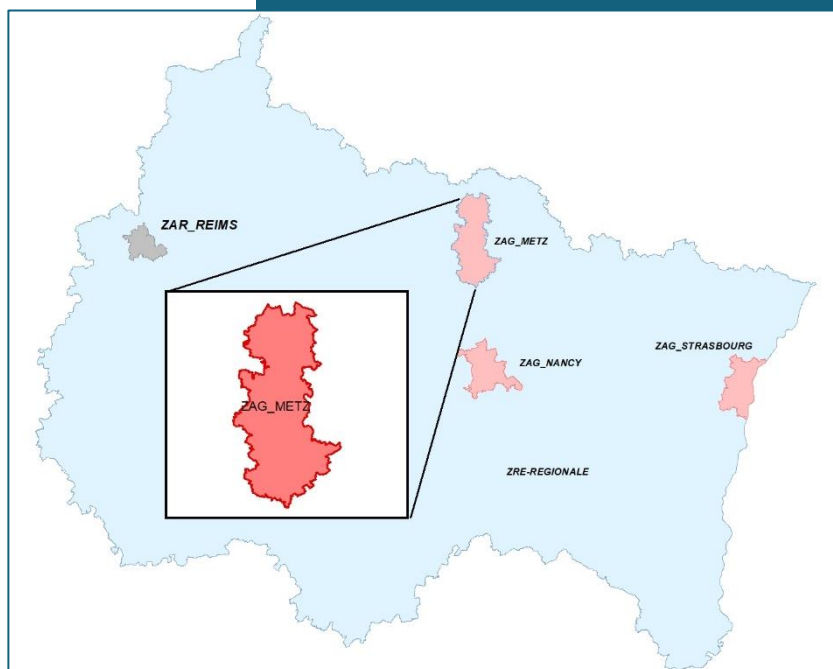 ZAR_REIMS
ZAG_METZ
ZAG_STRASBOURG
ZAG_NANCY
ZAG_METZ
ZRE-REGIONALE